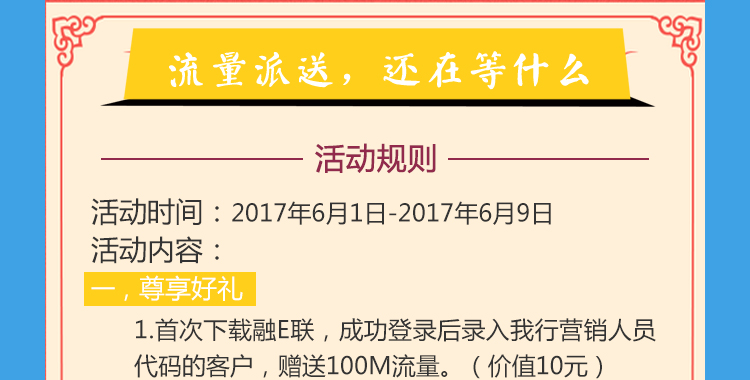 流量派送，还在等什么
活动规则
活动时间：2017年6月1日-2017年6月9日
活动内容：
一，尊享好礼
1.首次下载融E联，成功登录后录入我行营销人员
代码的客户，赠送100M流量。（价值10元）